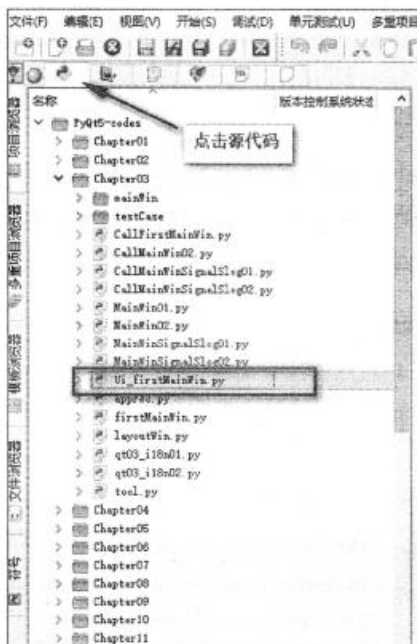 文件(F) 编辑(E) 视图(V) 开始(S) 调试(D) 单元测试(U) 多重项目
名称 版本控制系统状态
点击源代码
PyQt5-codes
Chapter01
Chapter02
Chapter03
mainWin
testCase
CallFirstMainWin.py
CallMainWin02.py
CallMainWinSignalSlog01.py
CallMainWinSignalSlog02.py
MainWin01.py
MainWin02.py
MainWinSignalSlog01.py
MainWinSignalSlog02.py
Ui_firstMainWin.py
firstMainWin.py
layoutWin.py
qt03_i18n01.py
qt03_i18n02.py
tool.py
Chapter04
Chapter05
Chapter06
Chapter07
Chapter08
Chapter09
Chapter10
Chapter11
项目浏览器
多重项目浏览器
模板浏览器
文件浏览器
符号